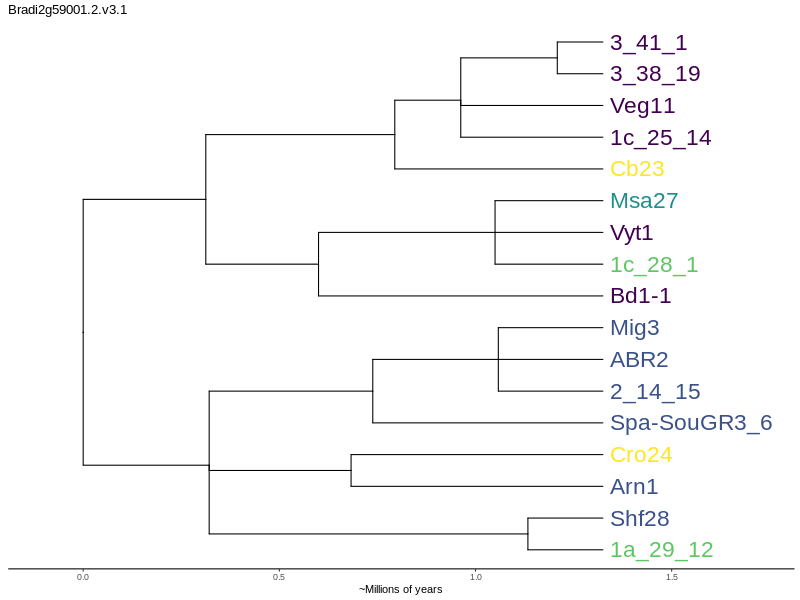 Bradi2g59001.2.v3.1
3_41_1
3_38_19
Veg11
1c_25_14
Cb23
Msa27
Vyt1
1c_28_1
Bd1-1
Mig3
ABR2
2_14_15
Spa-SouGR3_6
Cro24
Arn1
Shf28
1a_29_12
0.0 0.5 1.0 1.5
~Millions of years